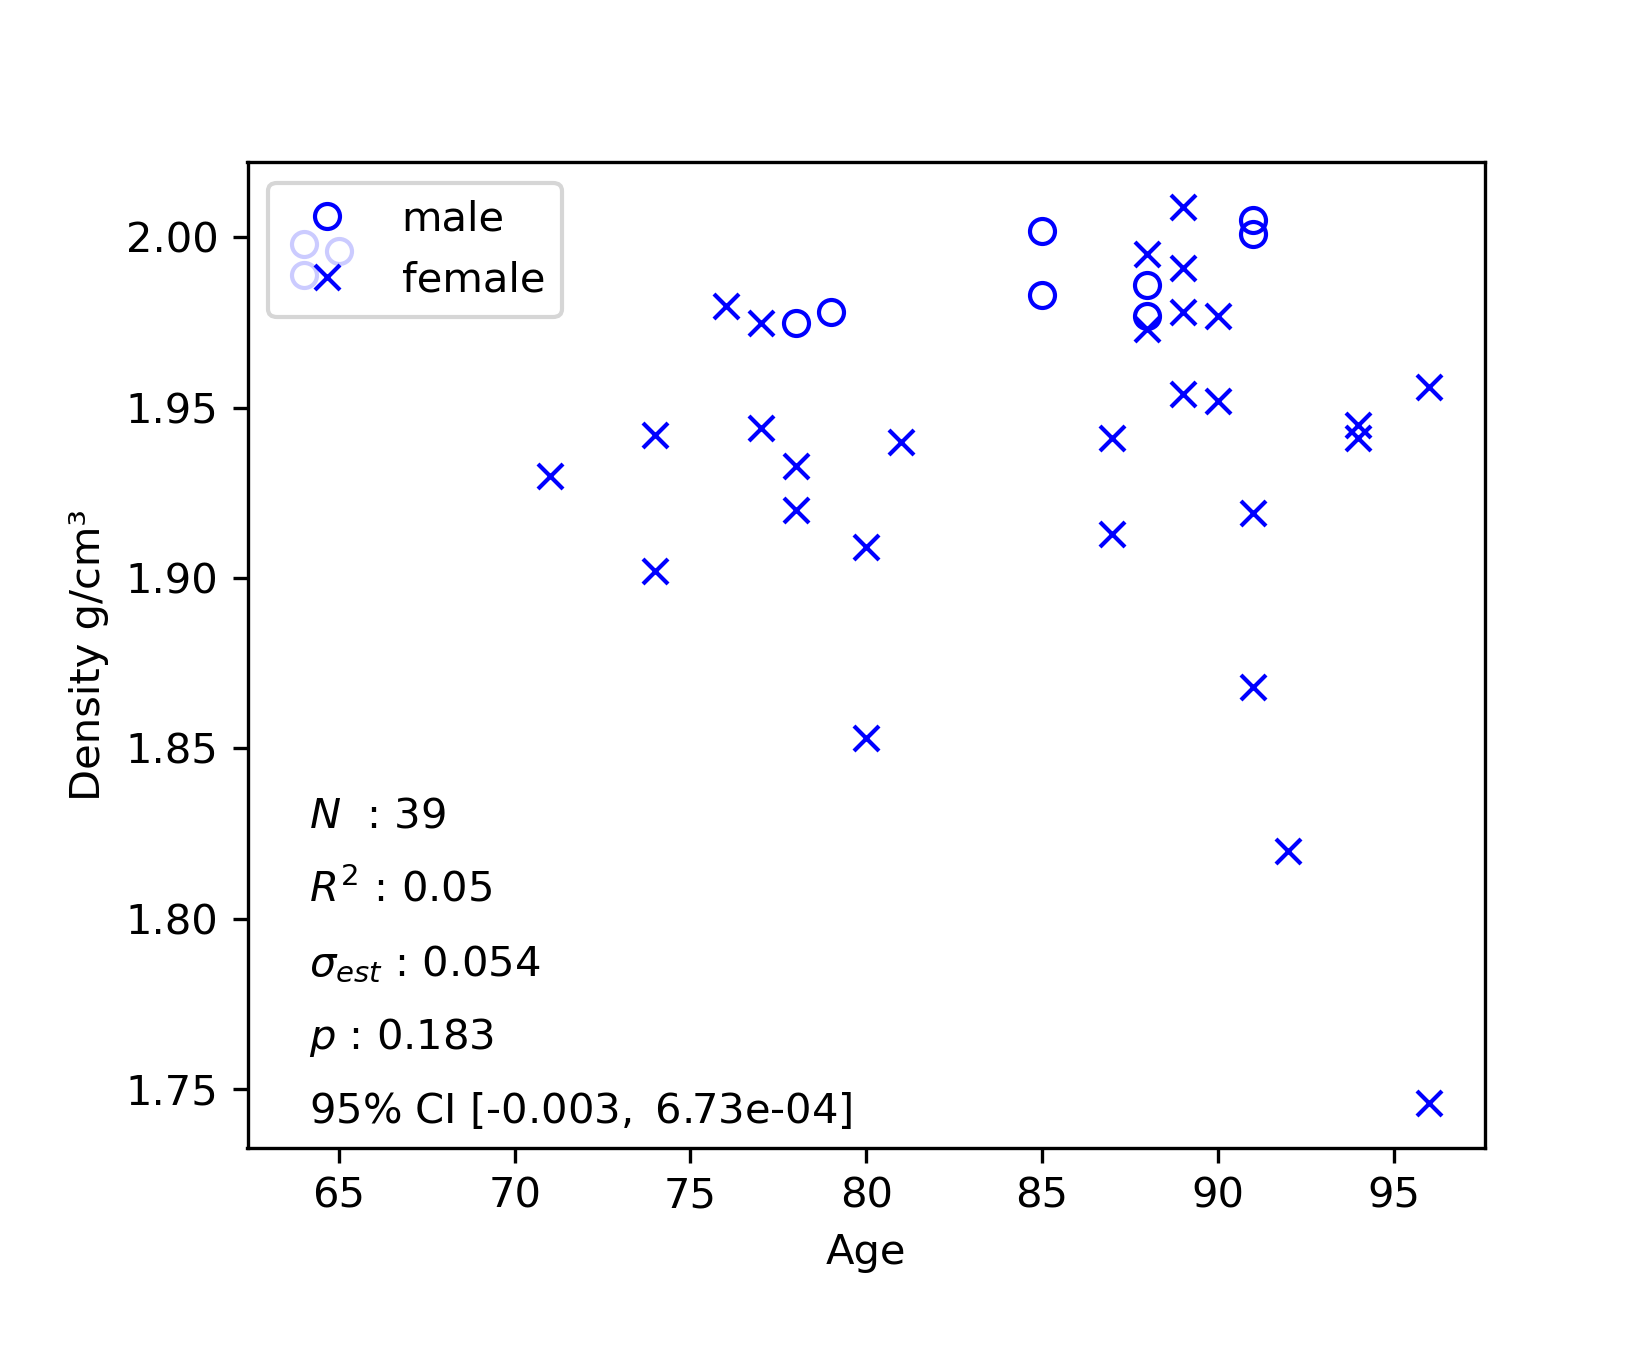 male
female
2.00
1.95
1.90
1.85
1.80
1.75
Density g/cm³
N : 39
R² : 0.05
σest : 0.054
p : 0.183
95% CI [-0.003, 6.73e-04]
65 70 75 80 85 90 95
Age